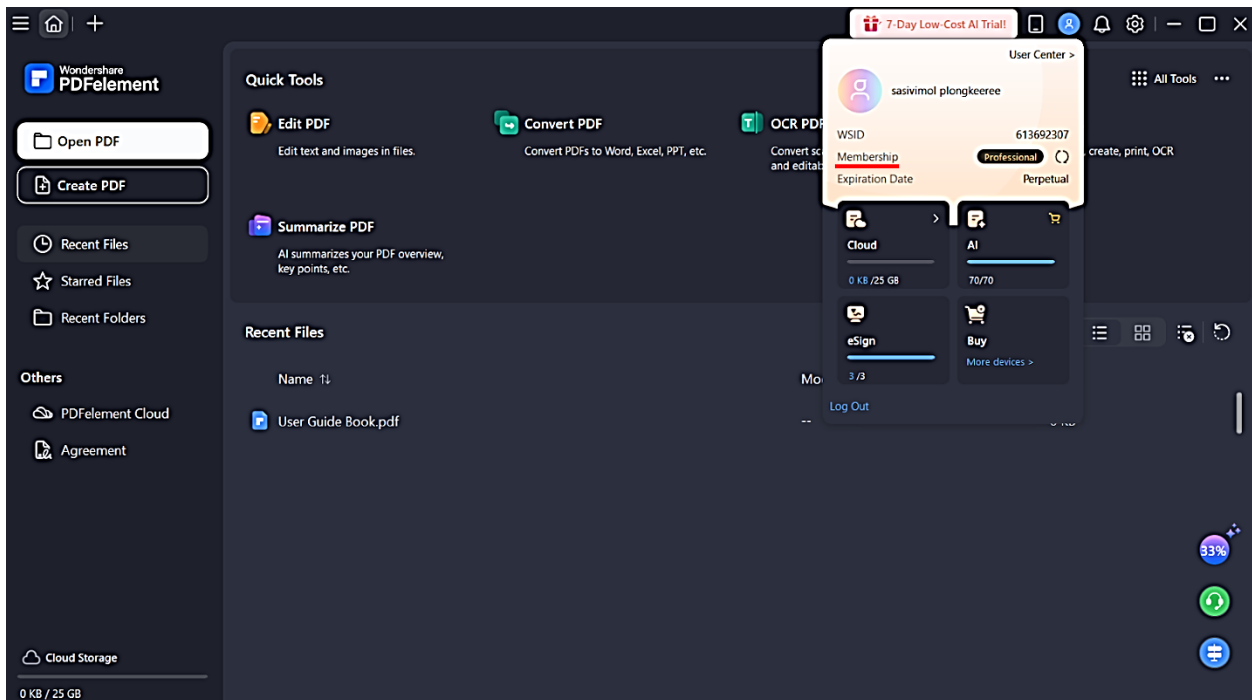 7-Day Low-Cost AI Trial!
Wondershare
PDFelement
Open PDF
Create PDF
Recent Files
Starred Files
Recent Folders
Others
PDFelement Cloud
Agreement
Cloud Storage
0 KB / 25 GB
Quick Tools
All Tools
Edit PDF
Edit text and images in files.
Convert PDF
Convert PDFs to Word, Excel, PPT, etc.
OCR PDF
Convert
and
create, print, OCR
Summarize PDF
AI summarizes your PDF overview,
key points, etc.
User Center >
sasivimol plongkeeree
WSID 613692307
Membership Professional
Expiration Date Perpetual
Cloud
0 KB /25 GB
AI
70/70
eSign
3 /3
Buy
More devices >
Log Out
Recent Files
Name
User Guide Book.pdf
--
33%